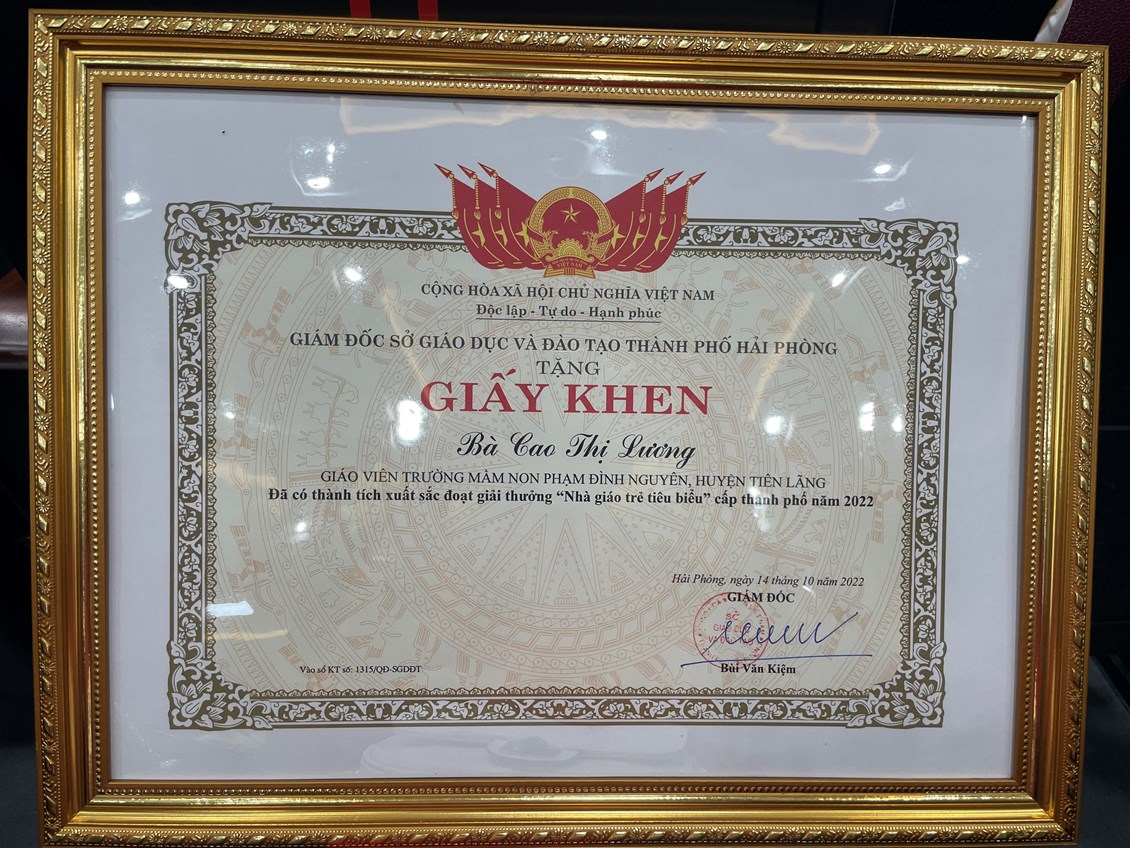 VIỆT NAM
CỘNG HÒA XÃ HỘI CHỦ NGHĨA VIỆT NAM
Độc lập - Tự do - Hạnh phúc
GIÁM ĐỐC SỞ GIÁO DỤC VÀ ĐÀO TẠO THÀNH PHỐ HẢI PHÒNG
TẶNG
GIẤY KHEN
Bà Cao Thị Lương
GIÁO VIÊN TRƯỜNG MẦM NON PHẠM ĐÌNH NGUYÊN, HUYỆN TIÊN LÃNG
Đã có thành tích xuất sắc đoạt giải thưởng “Nhà giáo trẻ tiêu biểu” cấp thành phố năm 2022
Hải Phòng, ngày 14 tháng 10 năm 2022
GIÁM ĐỐC
Bùi Văn Kiệm
Vào sổ KT số: 1315/QĐ-SGDĐT